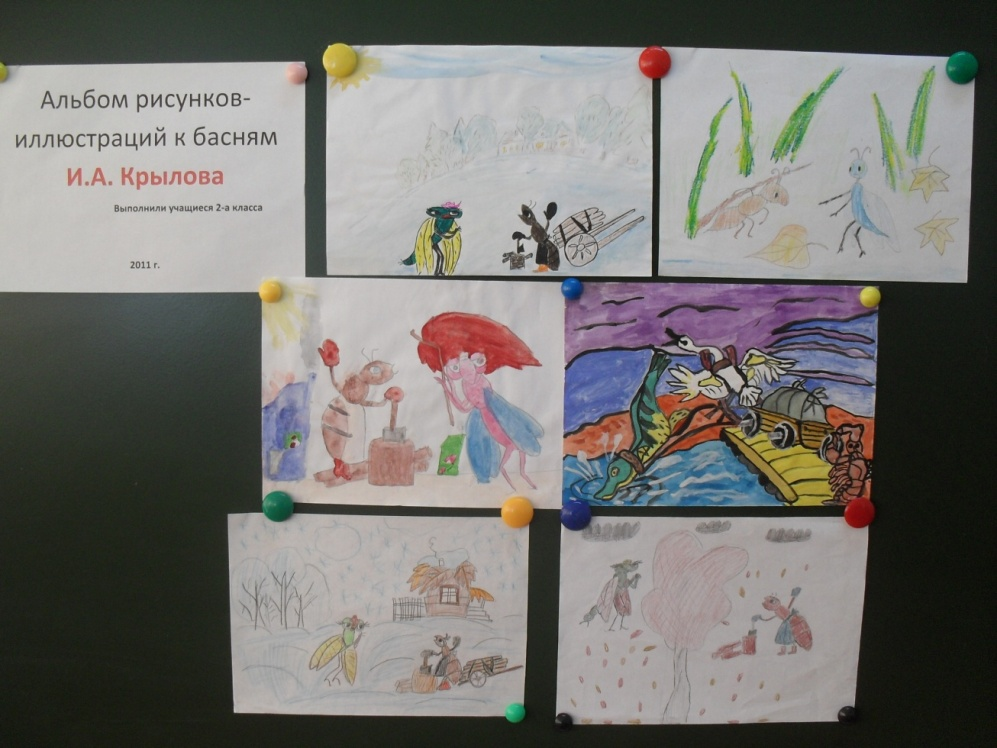 Альбом рисунков-
иллюстраций к басням
И.А. Крылова
Выполнили учащиеся 2-а класса
2011 г.